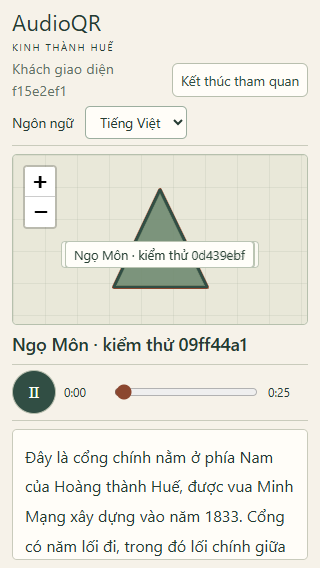 AudioQR
KINH THÀNH HUẾ
Khách giao diện
f15e2ef1
Kết thúc tham quan
Ngôn ngữ
Tiếng Việt
+
−
Ngọ Môn · kiểm thử 0d439ebf
Ngọ Môn · kiểm thử 09ff44a1
0:00
0:25
Đây là cổng chính nằm ở phía Nam
của Hoàng thành Huế, được vua Minh
Mạng xây dựng vào năm 1833. Cổng
có năm lối đi, trong đó lối chính giữa